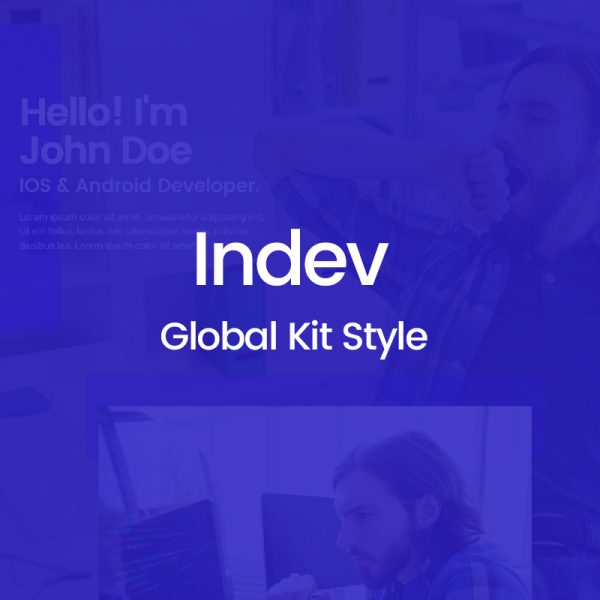 Hello! I'm
John Doe
IOS & Android Developer.
Lorem ipsum dolor sit amet, consectetur adipiscing elit.
Ut elit tellus, luctus nec ullamcorper mattis, pulvinar
dapibus leo. Lorem ipsum dolor sit amet
Indev
Global Kit Style